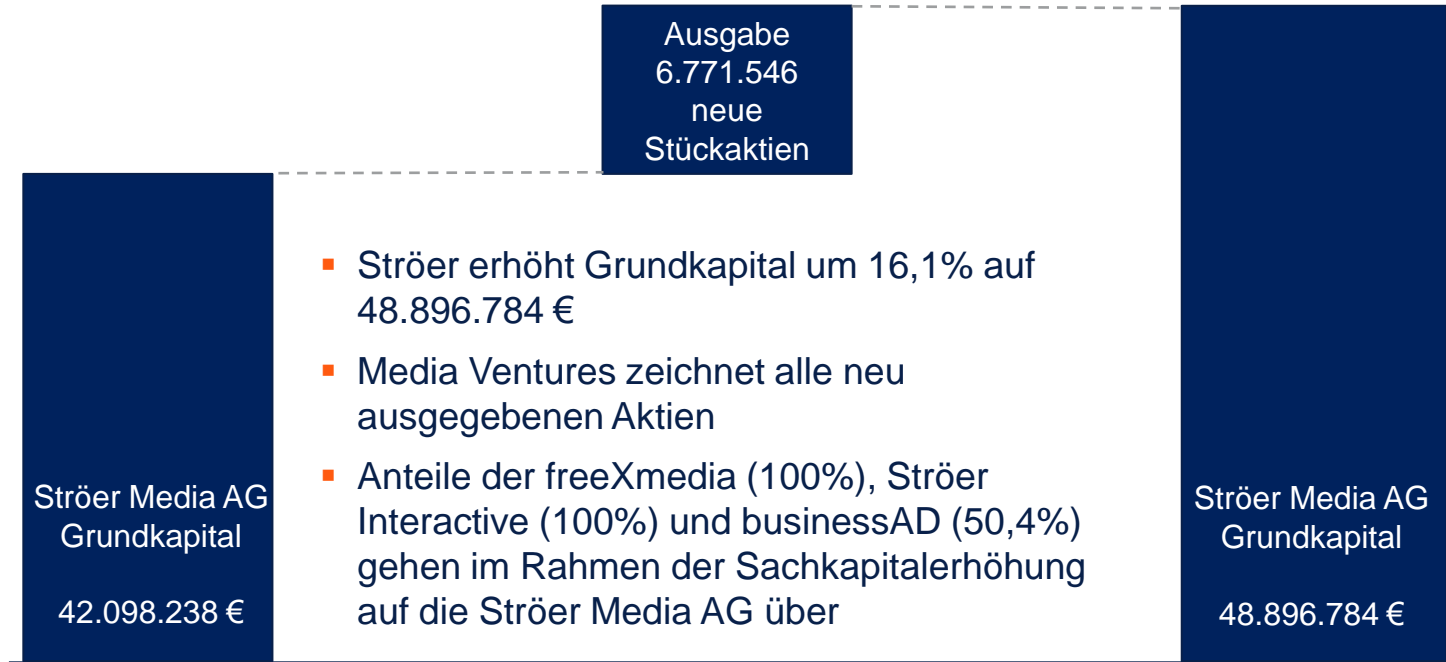 Ausgabe
6.771.546
neue
Stückaktien
▪ Ströer erhöht Grundkapital um 16,1% auf
48.896.784 €
▪ Media Ventures zeichnet alle neu
ausgegebenen Aktien
▪ Anteile der freeXmedia (100%), Ströer
Interactive (100%) und businessAD (50,4%)
gehen im Rahmen der Sachkapitalerhöhung
auf die Ströer Media AG über
Ströer Media AG
Grundkapital
42.098.238 €
Ströer Media AG
Grundkapital
48.896.784 €